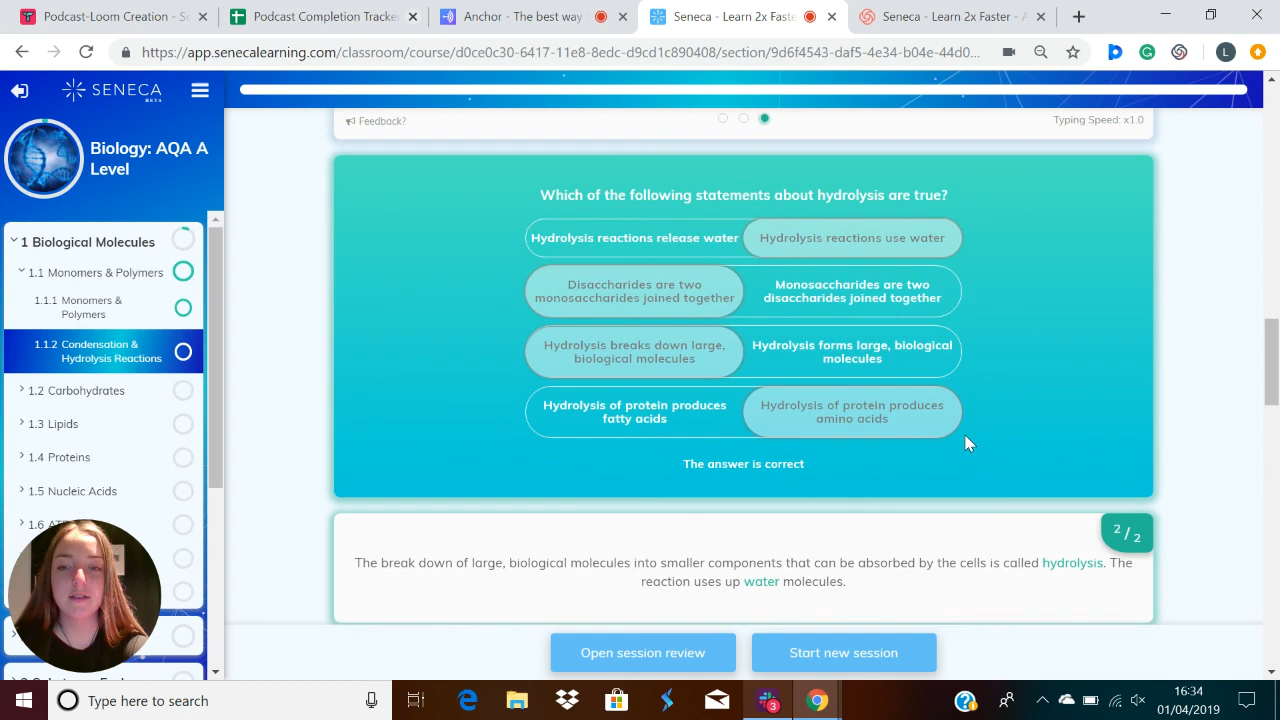 Podcast-Loom Creation - S
Podcast Completion Tracker
Anchor - The best way
Seneca - Learn 2x Faste
Seneca - Learn 2x Faster - A
https://app.senecalearning.com/classroom/course/d0ce0c30-6417-11e8-8edc-d9cd1c890408/section/9d6f4543-daf5-4e34-b04e-44d0...
L
SENECA
BETA
Biology: AQA A
Level
1 Biological Molecules
1.1 Monomers & Polymers
1.1.1 Monomers &
Polymers
1.1.2 Condensation &
Hydrolysis Reactions
1.2 Carbohydrates
1.3 Lipids
1.4 Proteins
1.5 Nucleic Acids
1.6
Feedback?
Typing Speed: x1.0
Which of the following statements about hydrolysis are true?
Hydrolysis reactions release water
Hydrolysis reactions use water
Disaccharides are two
monosaccharides joined together
Monosaccharides are two
disaccharides joined together
Hydrolysis breaks down large,
biological molecules
Hydrolysis forms large, biological
molecules
Hydrolysis of protein produces
fatty acids
Hydrolysis of protein produces
amino acids
The answer is correct
2 / 2
The break down of large, biological molecules into smaller components that can be absorbed by the cells is called hydrolysis. The
reaction uses up water molecules.
Open session review
Start new session
Type here to search
3
16:34
01/04/2019